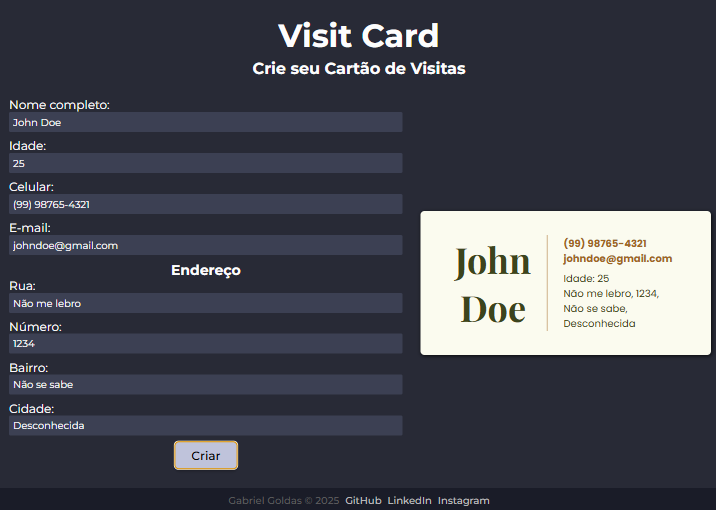 Visit Card
Crie seu Cartão de Visitas
Nome completo:
John Doe
Idade:
25
Celular:
(99) 98765-4321
E-mail:
johndoe@gmail.com
Endereço
Rua:
Não me lebro
Número:
1234
Bairro:
Não se sabe
Cidade:
Desconhecida
Criar
John
Doe
(99) 98765-4321
johndoe@gmail.com
Idade: 25
Não me lebro, 1234,
Não se sabe,
Desconhecida
Gabriel Goldas © 2025 GitHub LinkedIn Instagram